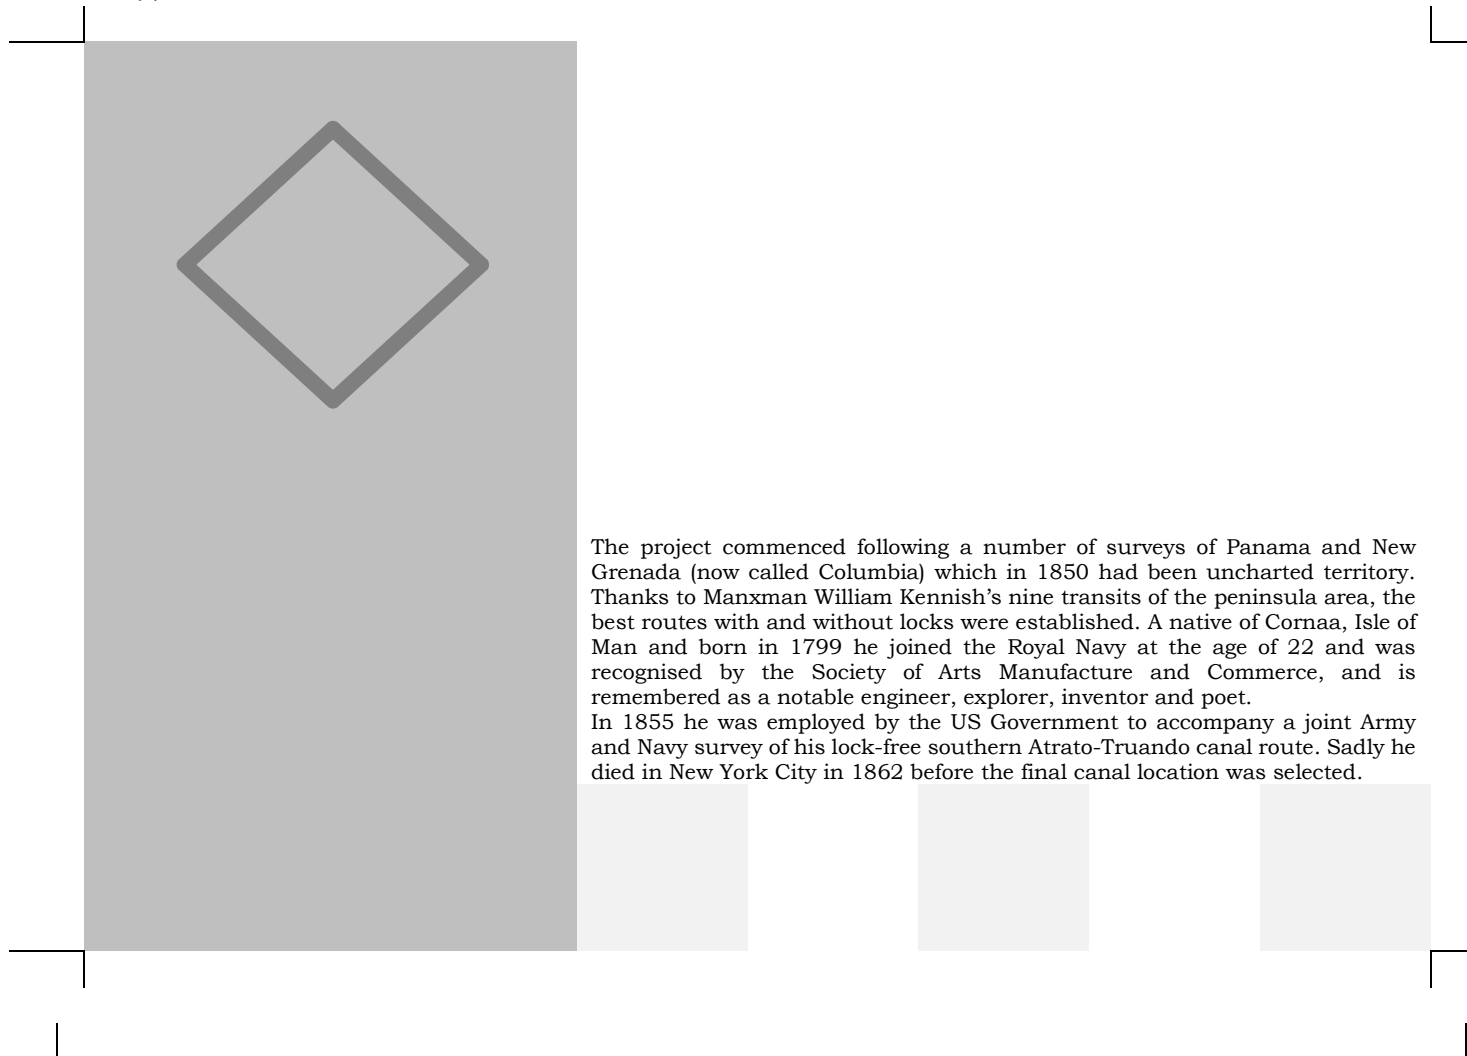 The project commenced following a number of surveys of Panama and New
Grenada (now called Columbia) which in 1850 had been uncharted territory.
Thanks to Manxman William Kennish’s nine transits of the peninsula area, the
best routes with and without locks were established. A native of Cornaa, Isle of
Man and born in 1799 he joined the Royal Navy at the age of 22 and was
recognised by the Society of Arts Manufacture and Commerce, and is
remembered as a notable engineer, explorer, inventor and poet.
In 1855 he was employed by the US Government to accompany a joint Army
and Navy survey of his lock-free southern Atrato-Truando canal route. Sadly he
died in New York City in 1862 before the final canal location was selected.